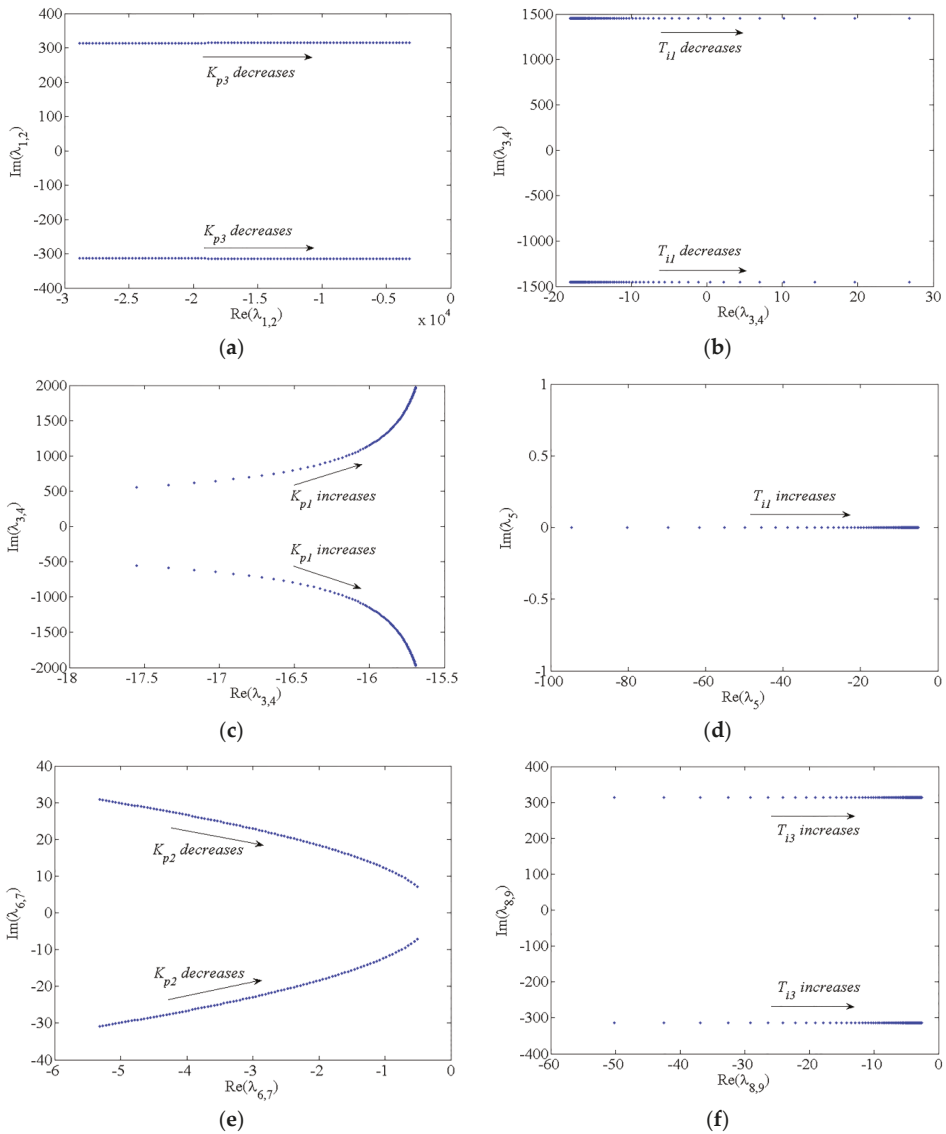 400
300
200
100
0
-100
-200
-300
-400
Im(λ1,2)
Kp3 decreases
Kp3 decreases
-3 -2.5 -2 -1.5 -1 -0.5 0
Re(λ1,2)
x 10^4
(a)
1500
1000
500
0
-500
-1000
-1500
Im(λ3,4)
Ti1 decreases
Ti1 decreases
-20 -10 0 10 20 30
Re(λ3,4)
(b)
2000
1500
1000
500
0
-500
-1000
-1500
-2000
Im(λ3,4)
Kp1 increases
Kp1 increases
-18 -17.5 -17 -16.5 -16 -15.5
Re(λ3,4)
(c)
1
0.5
0
-0.5
-1
Im(λ5)
Ti1 increases
-100 -80 -60 -40 -20 0
Re(λ5)
(d)
40
30
20
10
0
-10
-20
-30
-40
Im(λ6,7)
Kp2 decreases
Kp2 decreases
-6 -5 -4 -3 -2 -1 0
Re(λ6,7)
(e)
400
300
200
100
0
-100
-200
-300
-400
Im(λ8,9)
Ti3 increases
Ti3 increases
-60 -50 -40 -30 -20 -10 0
Re(λ8,9)
(f)